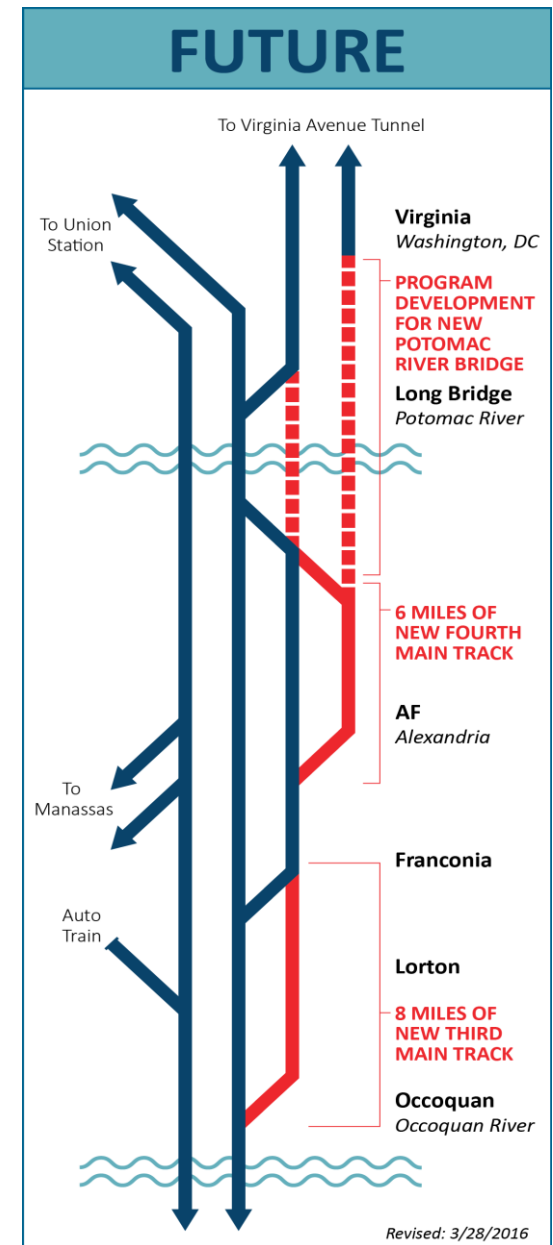 FUTURE
To Virginia Avenue Tunnel
To Union
Station
Virginia
Washington, DC
PROGRAM
DEVELOPMENT
FOR NEW
POTOMAC
RIVER BRIDGE
Long Bridge
Potomac River
6 MILES OF
NEW FOURTH
MAIN TRACK
AF
Alexandria
To
Manassas
Franconia
Auto
Train
Lorton
8 MILES OF
NEW THIRD
MAIN TRACK
Occoquan
Occoquan River
Revised: 3/28/2016